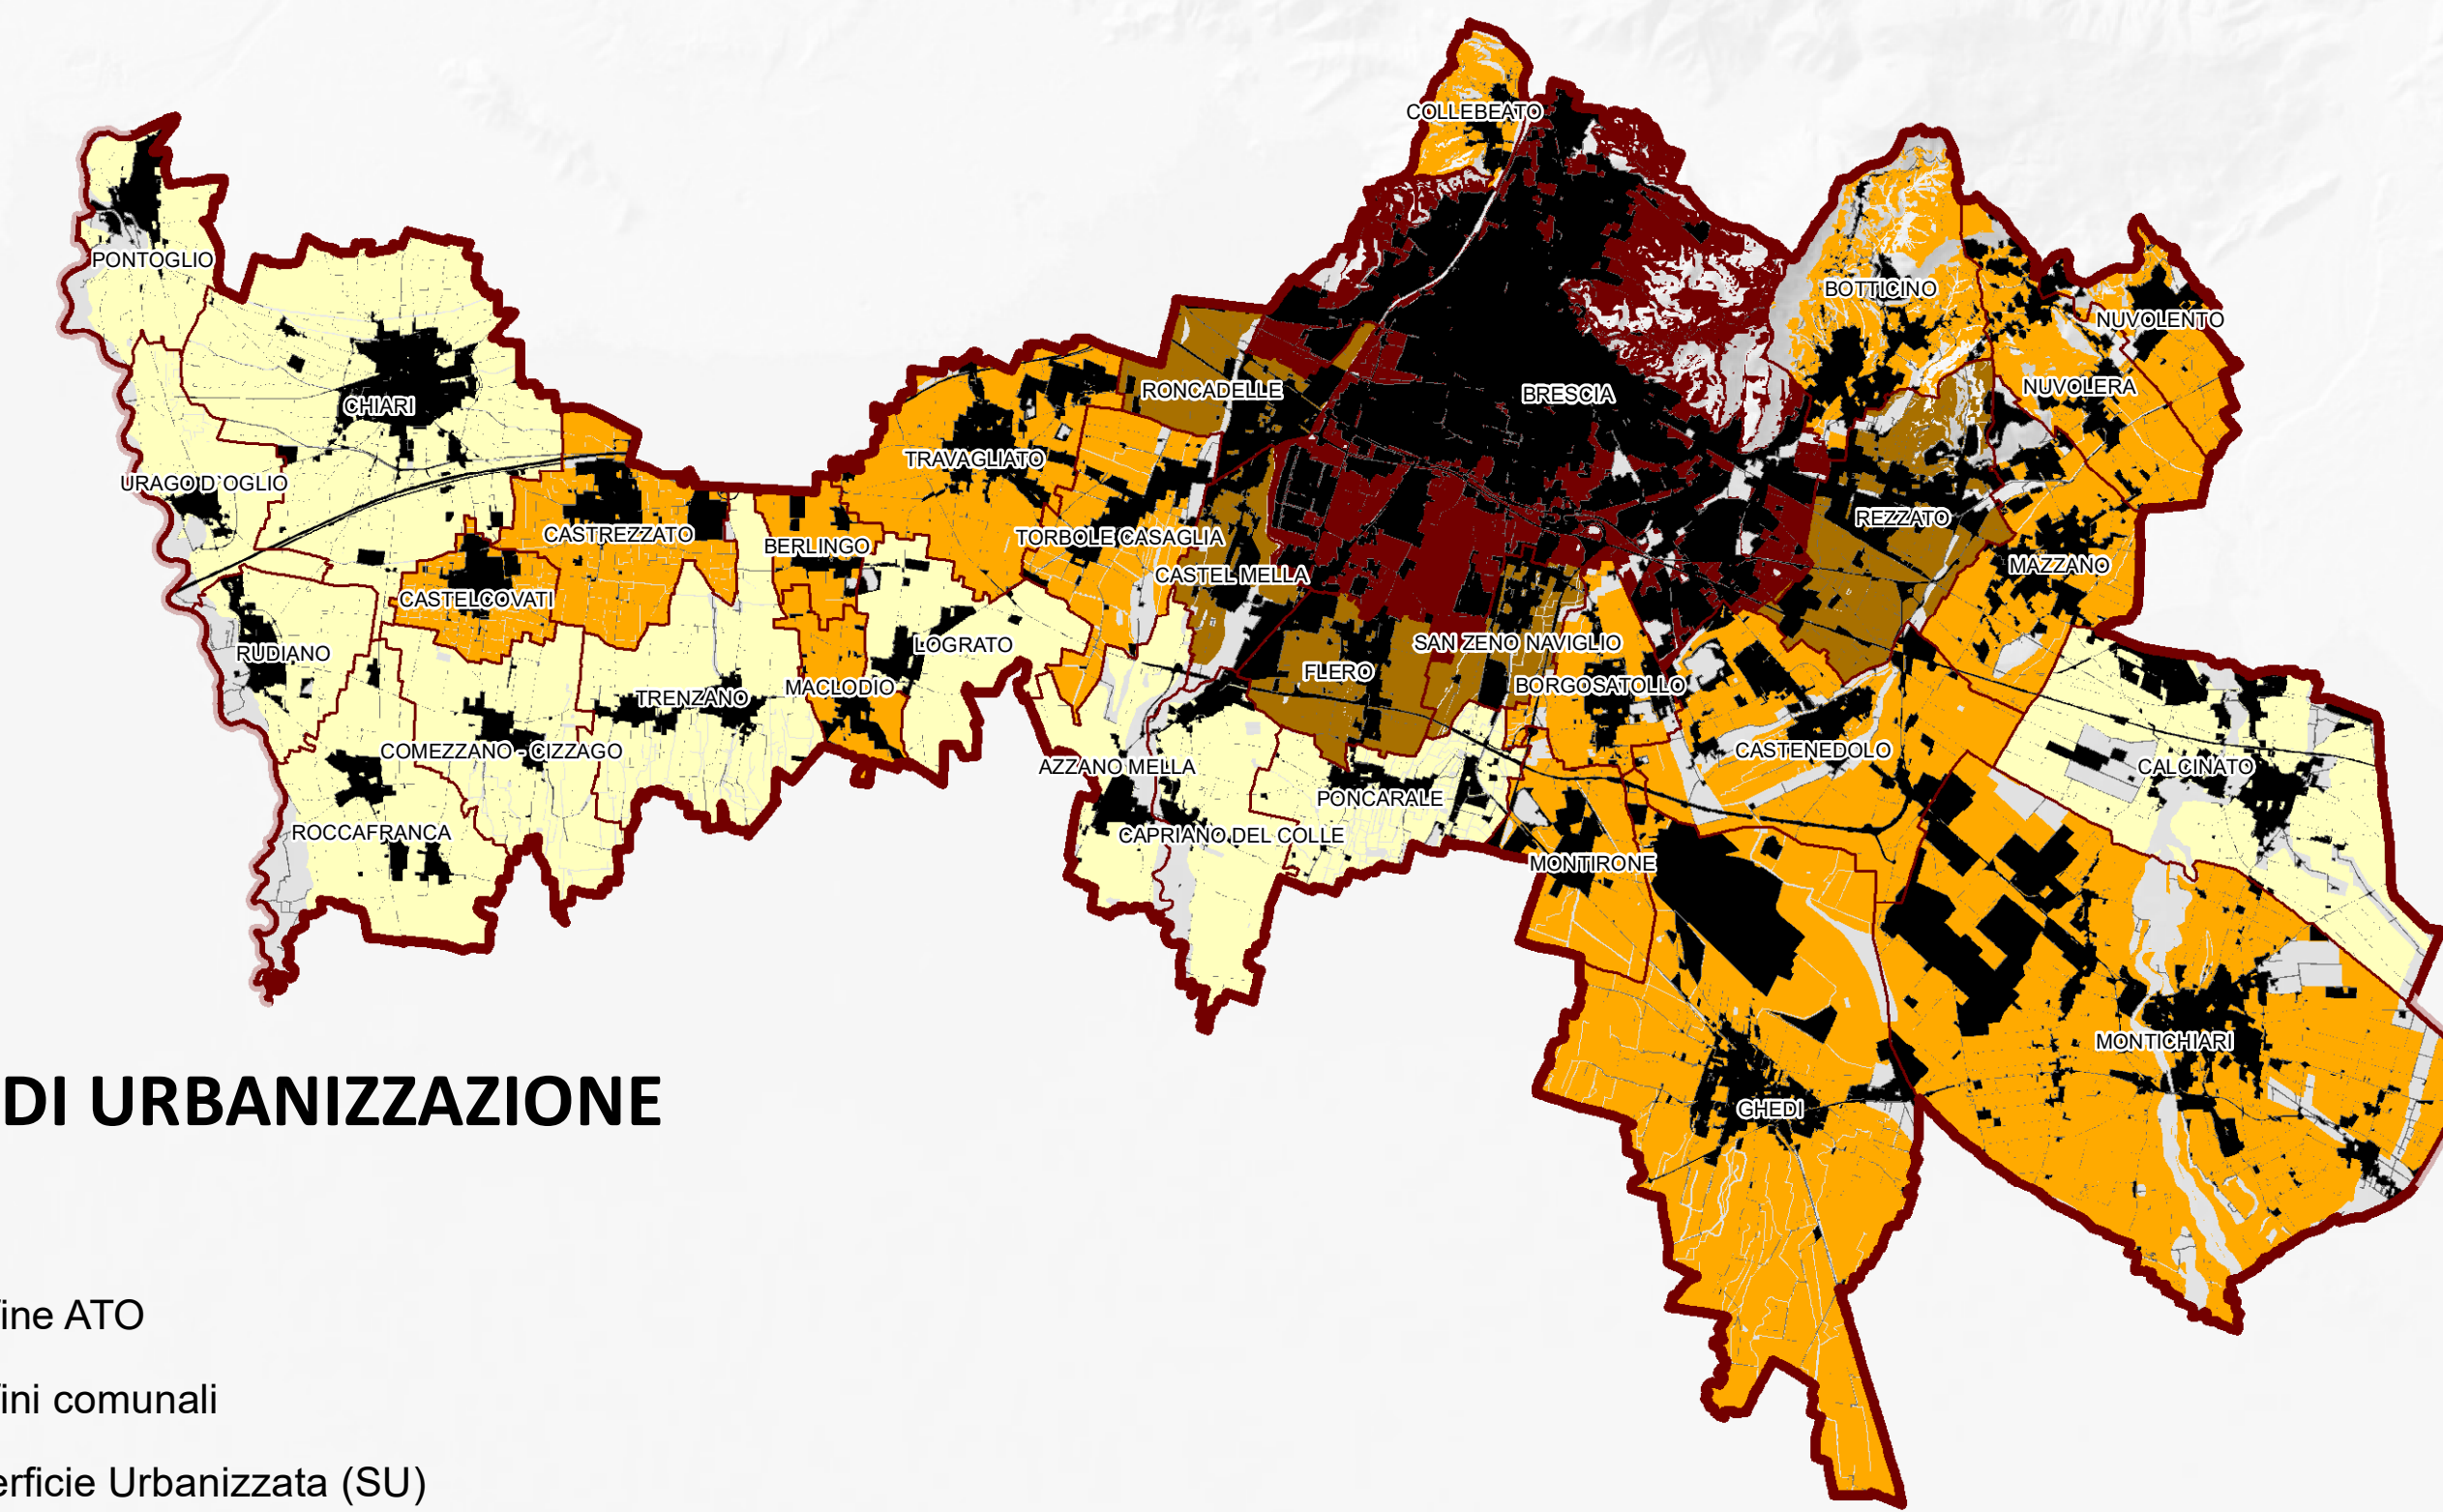 COLLEBEATO
PONTOGLIO
BOTTICINO
NUVOLENTO
RONCADELLE
BRESCIA
NUVOLERA
CHIARI
TRAVAGLIATO
URAGO D`OGLIO
REZZATO
CASTREZZATO
TORBOLE CASAGLIA
BERLINGO
MAZZANO
CASTEL MELLA
CASTELCOVATI
SAN ZENO NAVIGLIO
LOGRATO
RUDIANO
FLERO
BORGOSATOLLO
MACLODIO
TRENZANO
COMEZZANO - CIZZAGO
CASTENEDOLO
AZZANO MELLA
CALCINATO
PONCARALE
ROCCAFRANCA
CAPRIANO DEL COLLE
MONTIRONE
MONTICHIARI
GHEDI
DI URBANIZZAZIONE
fine ATO
fini comunali
erficie Urbanizzata (SU)